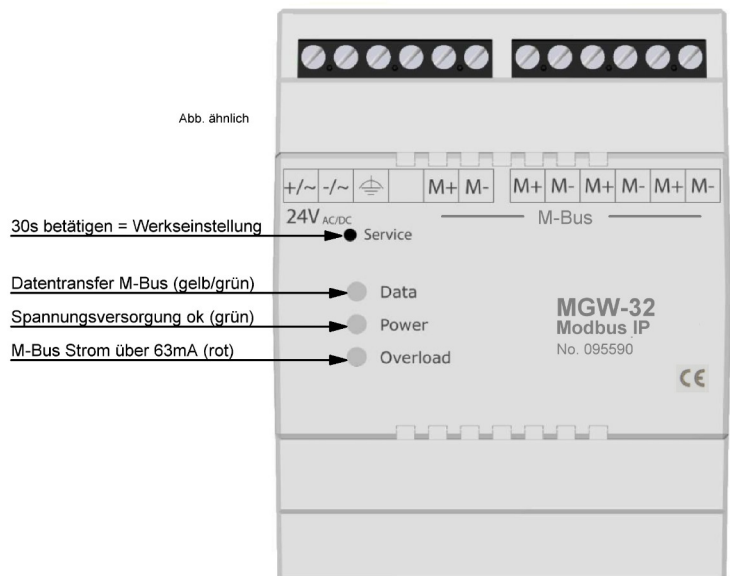 Abb. ähnlich
+/~ -/~ M+ M- M+ M- M+ M- M+ M-
24V AC/DC M-Bus
30s betätigen = Werkseinstellung
Service
Datentransfer M-Bus (gelb/grün)
Data
Spannungsversorgung ok (grün)
Power
M-Bus Strom über 63mA (rot)
Overload
MGW-32
Modbus IP
No. 095590
CE